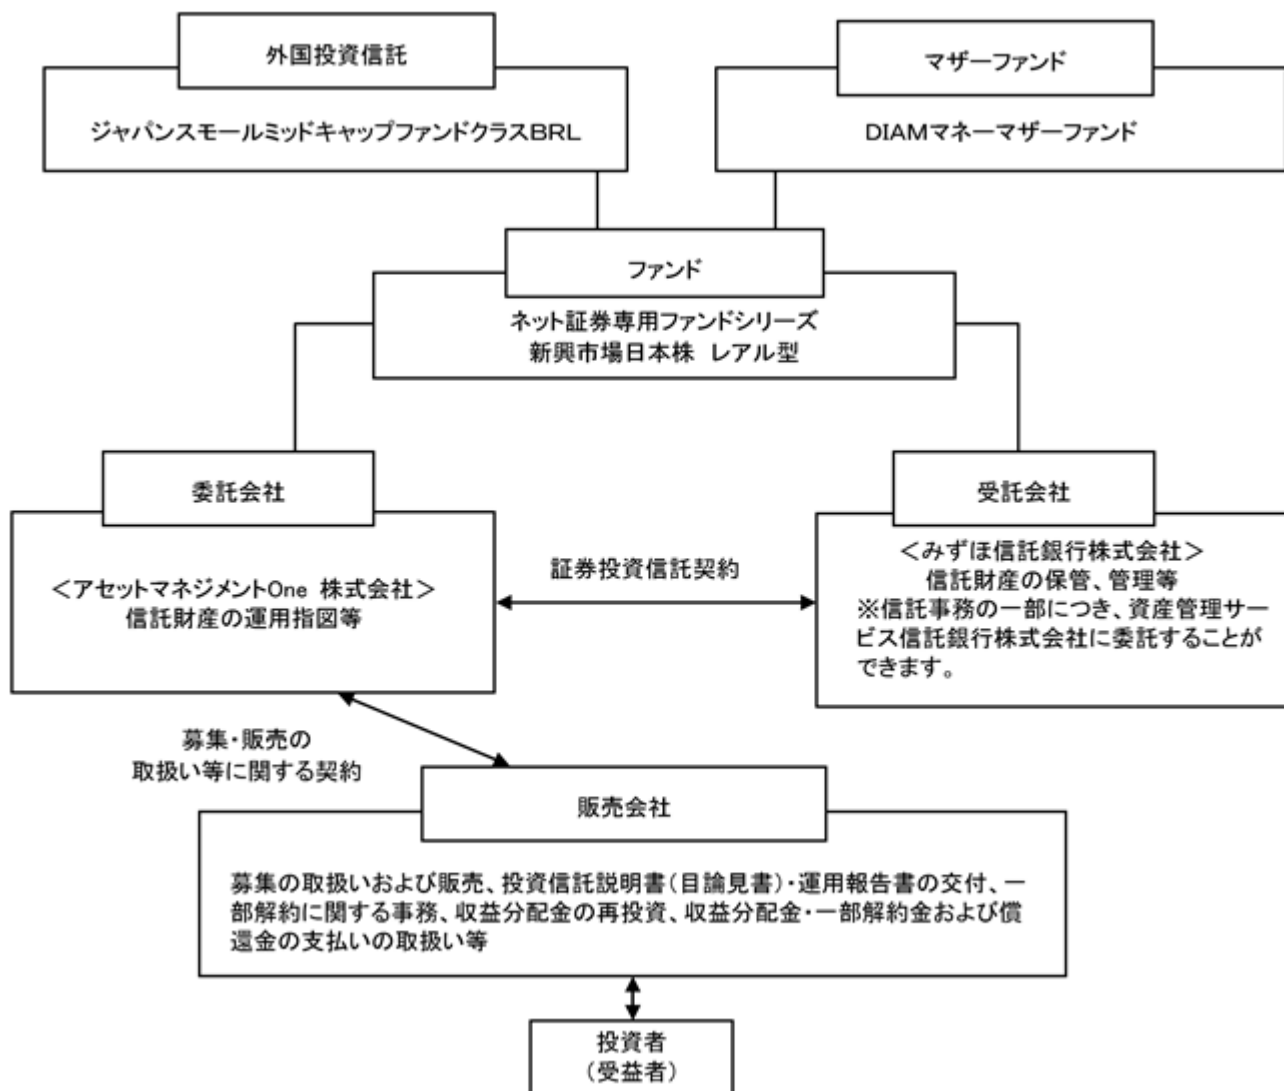 外国投資信託
ジャパンスモールミッドキャップファンドクラスBRL
マザーファンド
DIAMマネーマザーファンド
ファンド
ネット証券専用ファンドシリーズ
新興市場日本株 レアル型
委託会社
<アセットマネジメントOne 株式会社>
信託財産の運用指図等
証券投資信託契約
受託会社
<みずほ信託銀行株式会社>
信託財産の保管、管理等
※信託事務の一部につき、資産管理サー
ビス信託銀行株式会社に委託することが
できます。
募集・販売の
取扱い等に関する契約
販売会社
募集の取扱いおよび販売、投資信託説明書(目論見書)・運用報告書の交付、一
部解約に関する事務、収益分配金の再投資、収益分配金・一部解約金および償
還金の支払いの取扱い等
投資者
(受益者)